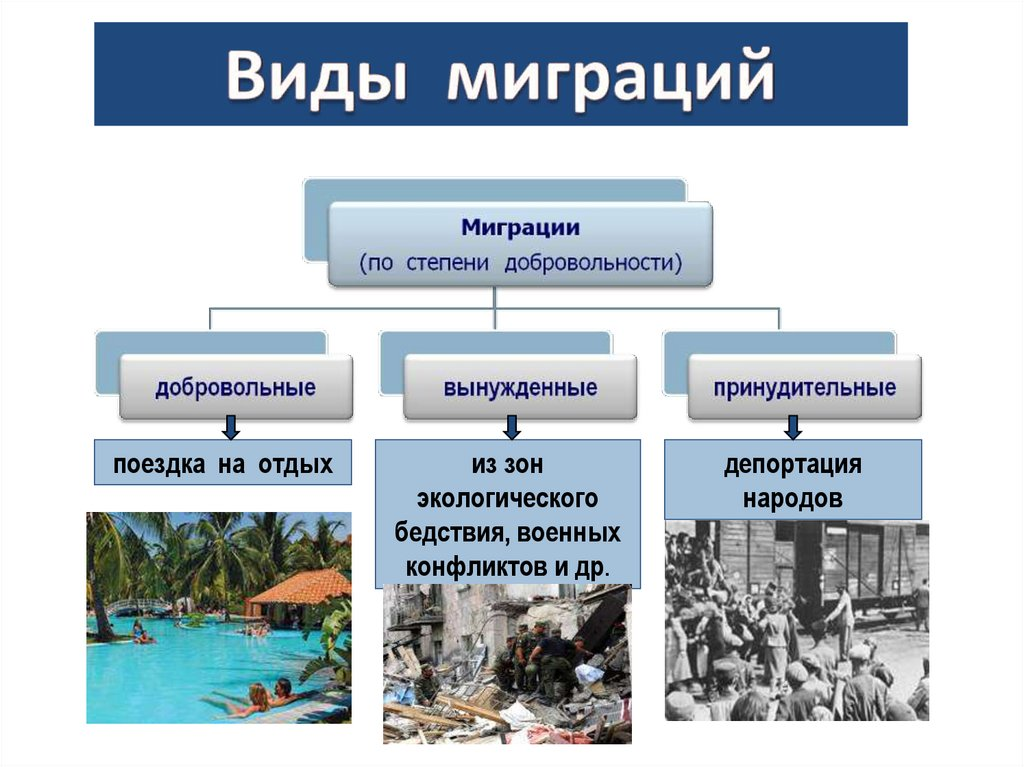 Виды миграций
Миграции
(по степени добровольности)
добровольные
вынужденные
принудительные
поездка на отдых
из зон
экологического
бедствия, военных
конфликтов и др.
депортация
народов